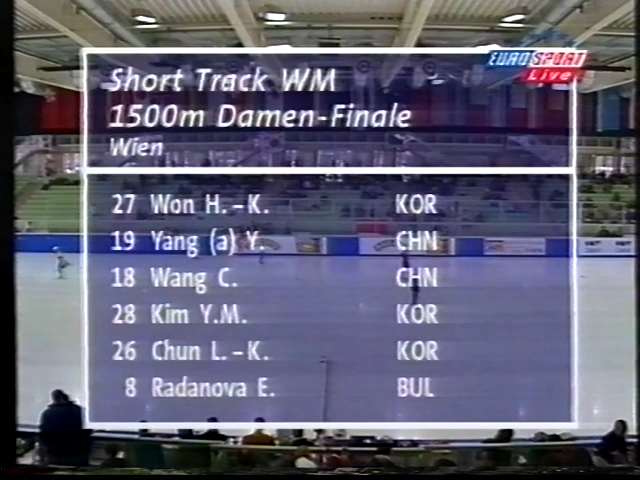 EUROSPORT
Live
Short Track WM
1500m Damen-Finale
Wien
27 Won H.-K. KOR
19 Yang (a) Y. CHN
18 Wang C. CHN
28 Kim Y.M. KOR
26 Chun L.-K. KOR
8 Radanova E. BUL